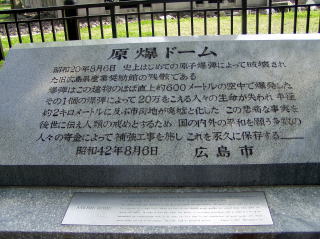 原爆ドーム
昭和20年8月6日 史上はじめての原子爆弾によって破壊され
た旧広島県産業奨励館の残骸である
爆弾はこの建物のほぼ直上約600メートルの空中で爆発した
その1個の爆弾によって20万をこえる人々の生命が失われ 半径
約2キロメートルに及ぶ市街地が廃墟と化した この悲痛な事実を
後世に伝え人類の戒めとするため 国の内外の平和を願う多数の
人々の寄金によって補強工事を施し これを永久に保存する
昭和42年8月6日 広島市